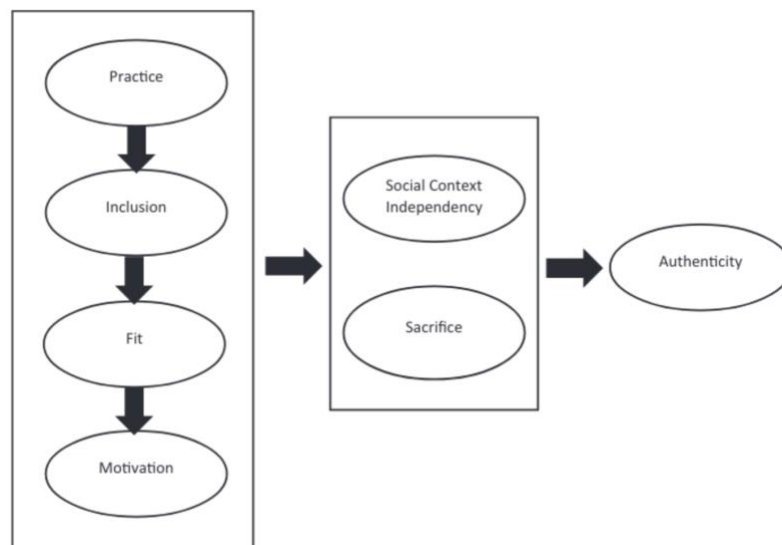 Practice
Inclusion
Fit
Motivation
Social Context
Independency
Sacrifice
Authenticity